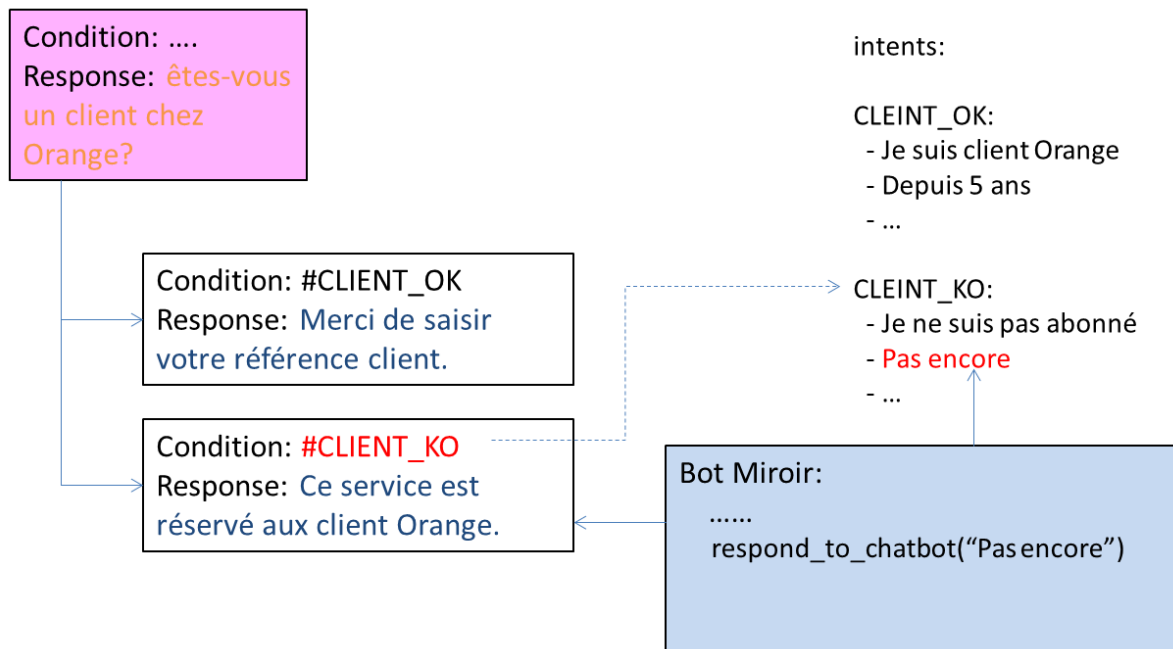 Condition: ....
Response: êtes-vous
un client chez
Orange?
Condition: #CLIENT_OK
Response: Merci de saisir
votre référence client.
Condition: #CLIENT_KO
Response: Ce service est
réservé aux client Orange.
intents:
CLEINT_OK:
- Je suis client Orange
- Depuis 5 ans
- ...
CLEINT_KO:
- Je ne suis pas abonné
- Pas encore
- ...
Bot Miroir:
......
respond_to_chatbot(“Pas encore”)